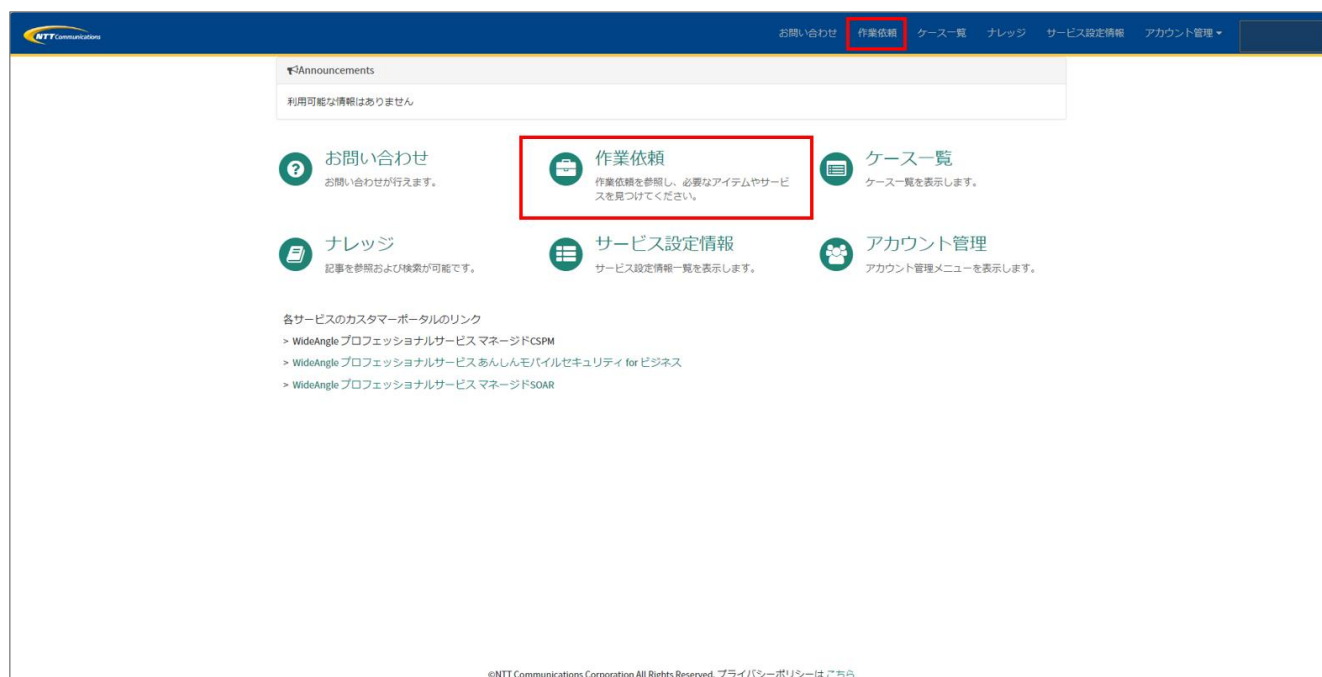 NTT Communications
お問い合わせ 作業依頼 ケース一覧 ナレッジ サービス設定情報 アカウント管理
Announcements
利用可能な情報はありません
お問い合わせ
お問い合わせが行えます。
作業依頼
作業依頼を参照し、必要なアイテムやサービ
スを見つけてください。
ケース一覧
ケース一覧を表示します。
ナレッジ
記事を参照および検索が可能です。
サービス設定情報
サービス設定情報一覧を表示します。
アカウント管理
アカウント管理メニューを表示します。
各サービスのカスタマーポータルのリンク
> WideAngle プロフェッショナルサービス マネージドCSPM
> WideAngle プロフェッショナルサービス あんしんモバイルセキュリティ for ビジネス
> WideAngle プロフェッショナルサービス マネージドSOAR
©NTT Communications Corporation All Rights Reserved. プライバシーポリシーは こちら